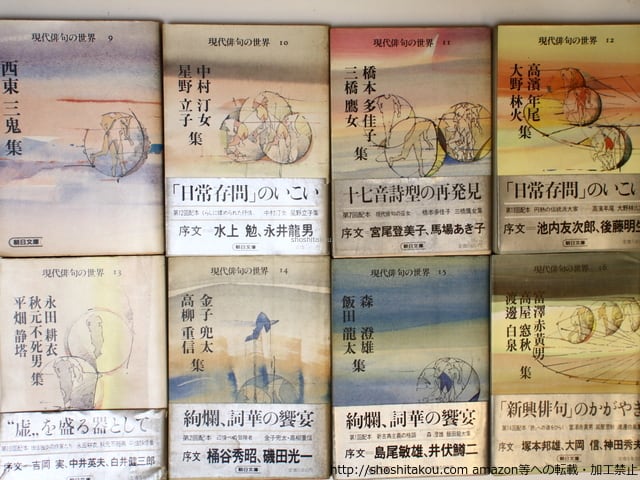 現代俳句の世界 9
西東三鬼集
現代俳句の世界 10
中村汀女
星野立子 集
「日常存問」のいこい
序文―水上 勉、永井龍男
朝日文庫
現代俳句の世界 11
橋本多佳子
三橋鷹女 集
十七音詩型の再発見
序文―宮尾登美子、馬場あき子
朝日文庫
現代俳句の世界 12
高濱年尾
大野林火 集
「日常存問」のいこい
序文―池内友次郎、後藤明生
朝日文庫
現代俳句の世界 13
永田耕衣
秋元不死男
平畑静塔 集
“虚”を盛る器として
序文―吉岡 実、中井英夫、白井健三郎
現代俳句の世界 14
金子兜太
高柳重信 集
絢爛、詞華の饗宴
序文―桶谷秀昭、磯田光一
朝日文庫
現代俳句の世界 15
森澄雄
飯田龍太 集
絢爛、詞華の饗宴
序文―島尾敏雄、井伏鱒二
現代俳句の世界 16
富澤赤黄男
高屋窓秋
渡邊白泉 集
「新興俳句」のかがやき
序文―塚本邦雄、大岡 信、神田秀夫
shoshitakou
http://shoshitakou.com amazon等への転載・加工禁止